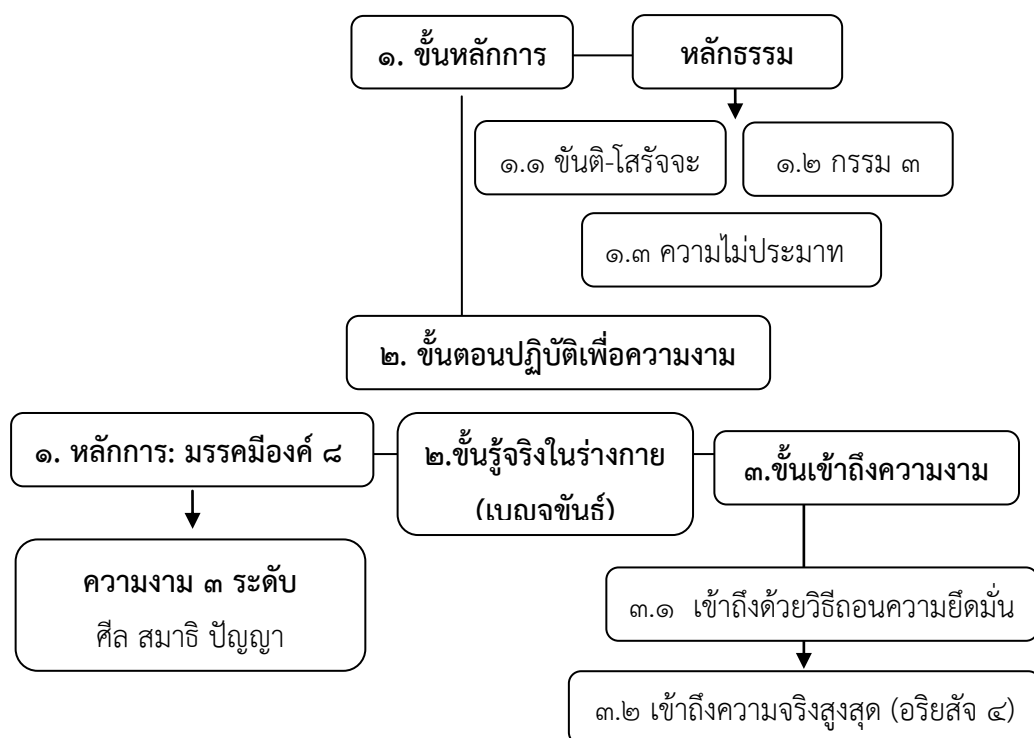 ๑. ขั้นหลักการ
หลักธรรม
๑.๑ ขันติ-โสรัจจะ
๑.๒ กรรม ๓
๑.๓ ความไม่ประมาท
๒. ขั้นตอนปฏิบัติเพื่อความงาม
๑. หลักการ: มรรคมีองค์ ๘
๒.ขั้นรู้จริงในร่างกาย
(เบญจขันธ์)
๓.ขั้นเข้าถึงความงาม
ความงาม ๓ ระดับ
ศีล สมาธิ ปัญญา
๓.๑ เข้าถึงด้วยวิธีถอนความยึดมั่น
๓.๒ เข้าถึงความจริงสูงสุด (อริยสัจ ๔)